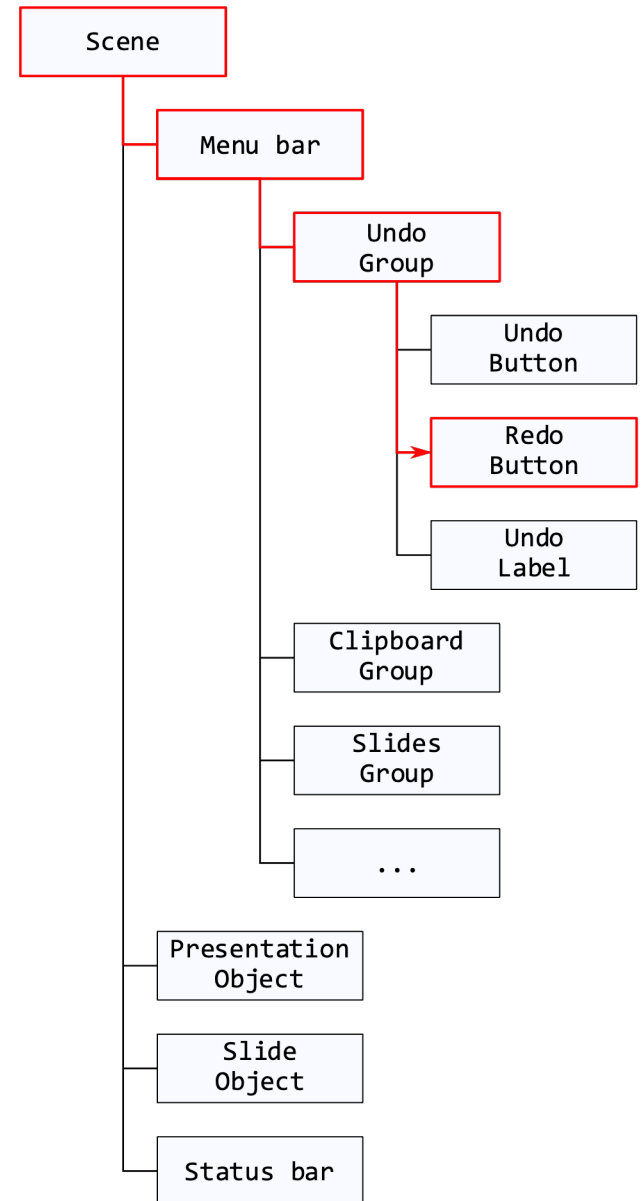 Scene
Menu bar
Undo
Group
Undo
Button
Redo
Button
Undo
Label
Clipboard
Group
Slides
Group
...
Presentation
Object
Slide
Object
Status bar